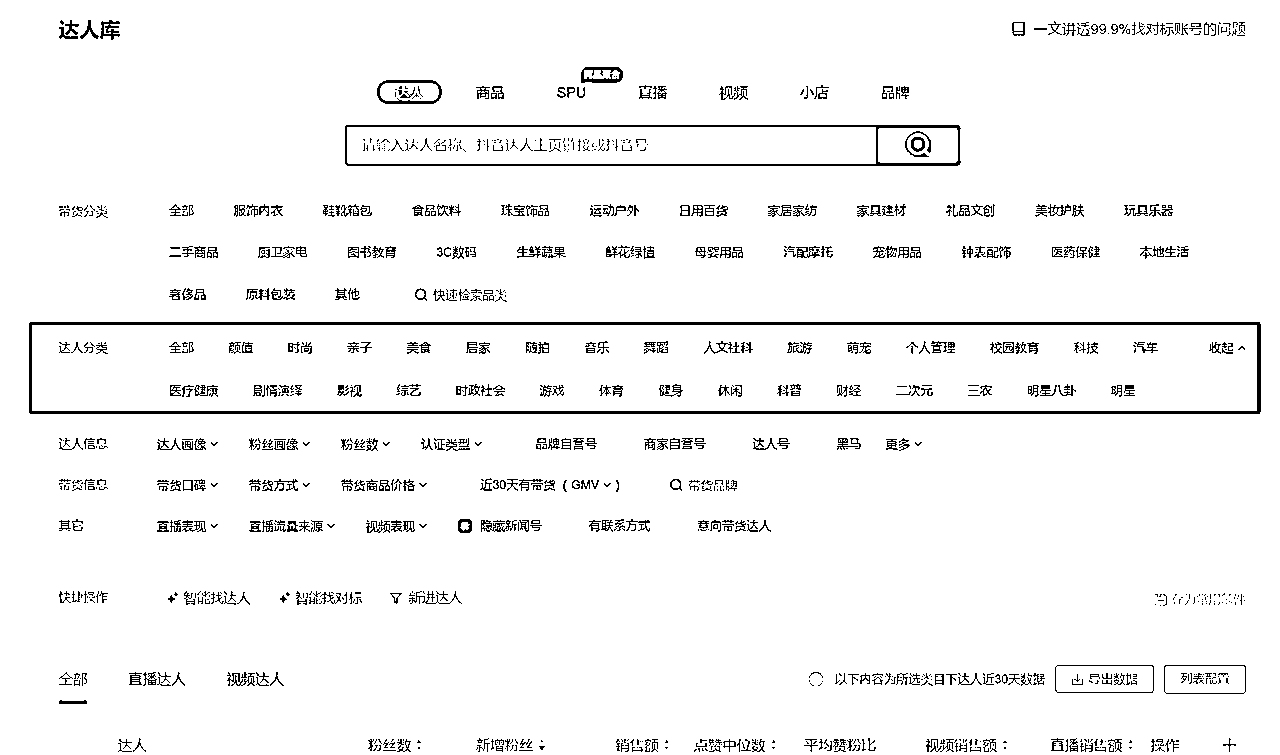 达人库 一文讲透99.9%找对标账号的问题
达人 商品 SPU 直播 视频 小店 品牌
请输入达人名称、抖音达人主页链接或抖音号
带货分类 全部 服饰内衣 鞋靴箱包 食品饮料 珠宝饰品 运动户外 日用百货 家居家纺 家具建材 礼品文创 美妆护肤 玩具乐器
二手商品 厨卫家电 图书教育 3C数码 生鲜蔬果 鲜花绿植 母婴用品 汽配摩托 宠物用品 钟表配饰 医药保健 本地生活
奢侈品 原料包装 其他 快速检索品类
达人分类 全部 颜值 时尚 亲子 美食 居家 随拍 音乐 舞蹈 人文社科 旅游 萌宠 个人管理 校园教育 科技 汽车 收起
医疗健康 剧情演绎 影视 综艺 时政社会 游戏 体育 健身 休闲 科普 财经 二次元 三农 明星八卦 明星
达人信息 达人画像 粉丝画像 粉丝数 认证类型 品牌自营号 商家自营号 达人号 黑马 更多
带货信息 带货口碑 带货方式 带货商品价格 近30天有带货（GMV） 带货品牌
其它 直播表现 直播流量来源 视频表现 隐藏新闻号 有联系方式 意向带货达人
快捷操作 智能找达人 智能找对标 新进达人 存为常用条件
全部 直播达人 视频达人 以下内容为所选类目下达人近30天数据 导出数据 列表配置
达人 粉丝数 新增粉丝 销售额 点赞中位数 平均赞粉比 视频销售额 直播销售额 操作